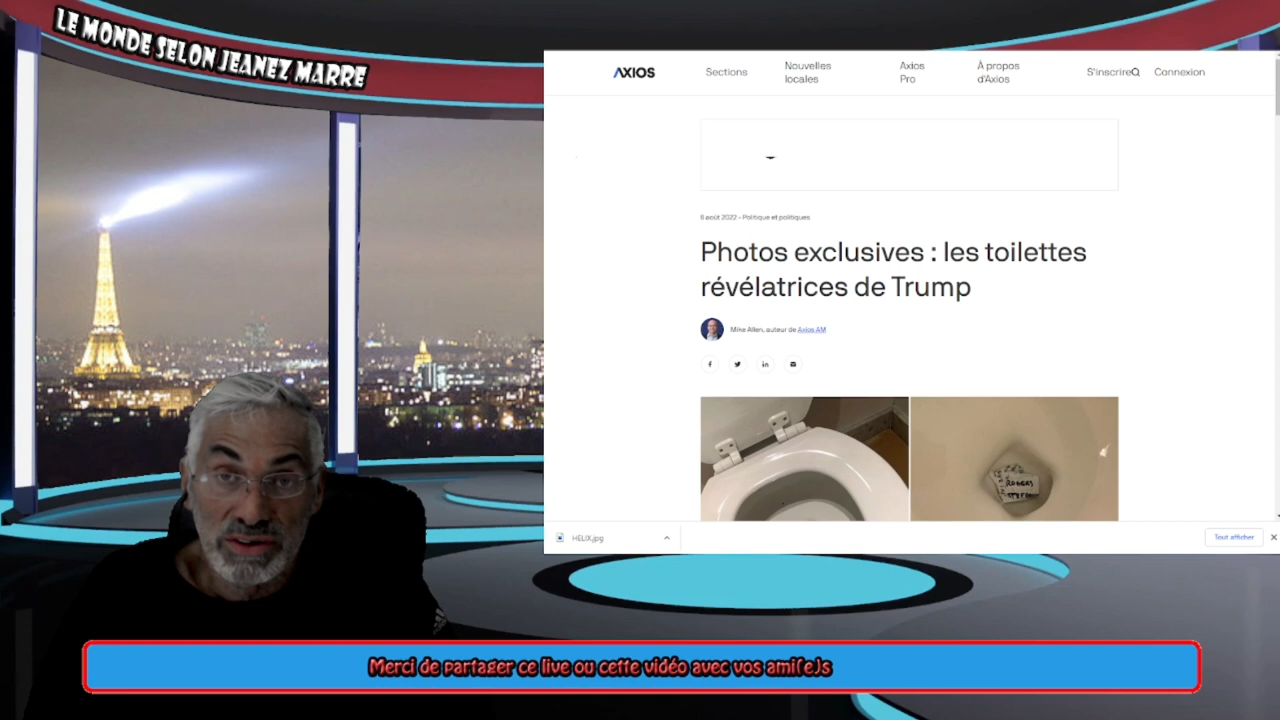 LE MONDE SELON JEANEZ MARRE
AXIOS
Sections
Nouvelles
locales
Axios
Pro
À propos
d'Axios
S'inscrire
Connexion
8 août 2022 - Politique et politiques
Photos exclusives : les toilettes
révélatrices de Trump
Mike Allen, auteur de Axios AM
ROGERS
HELIX.jpg
Tout afficher
Merci de partager ce live ou cette vidéo avec vos ami(e)s